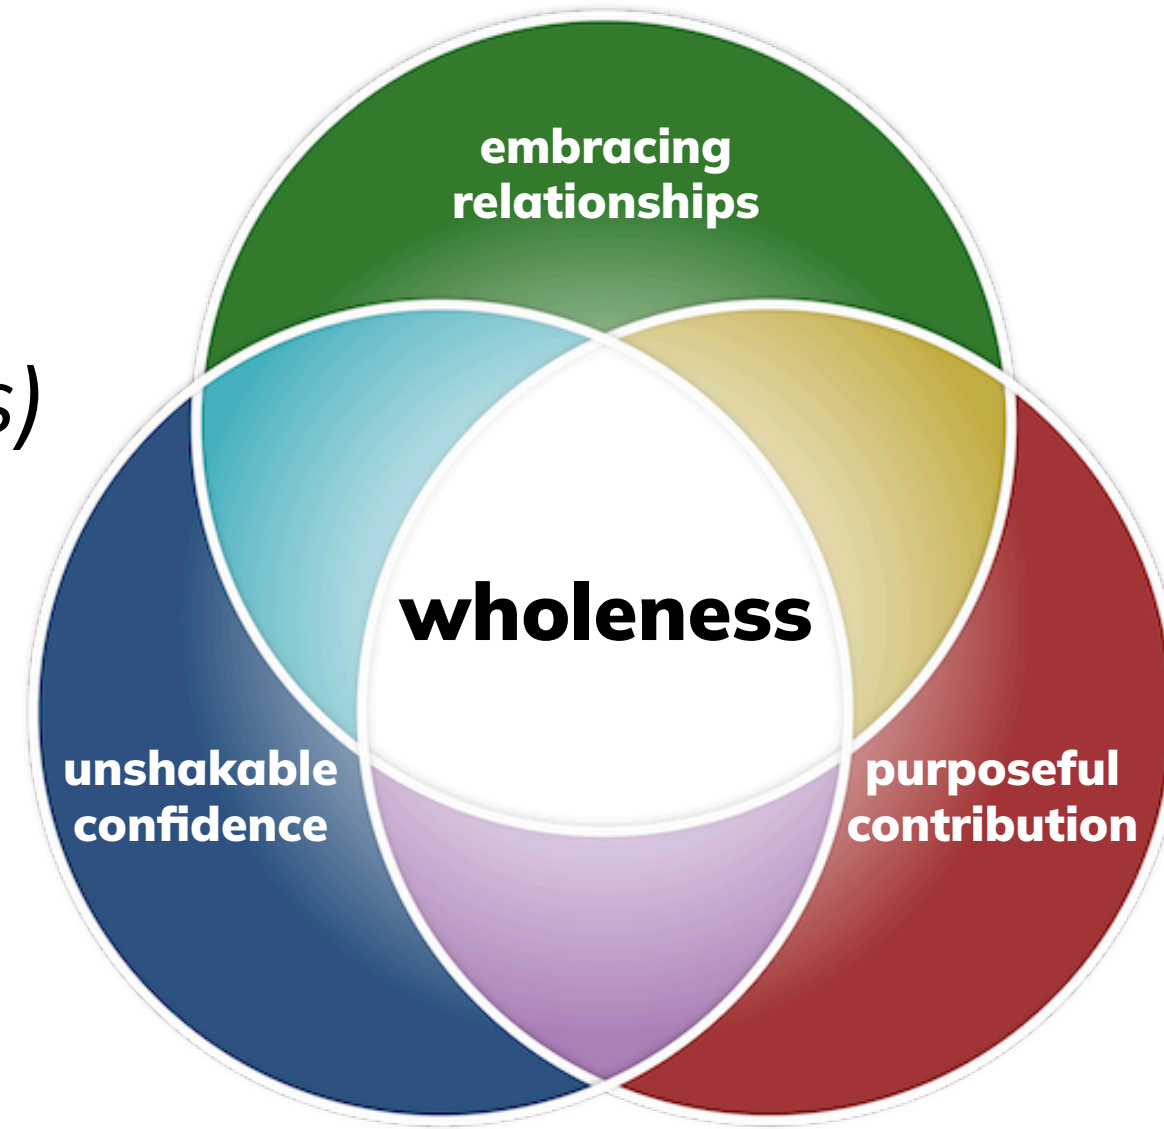 embracing
relationships
s)
wholeness
unshakable
confidence
purposeful
contribution